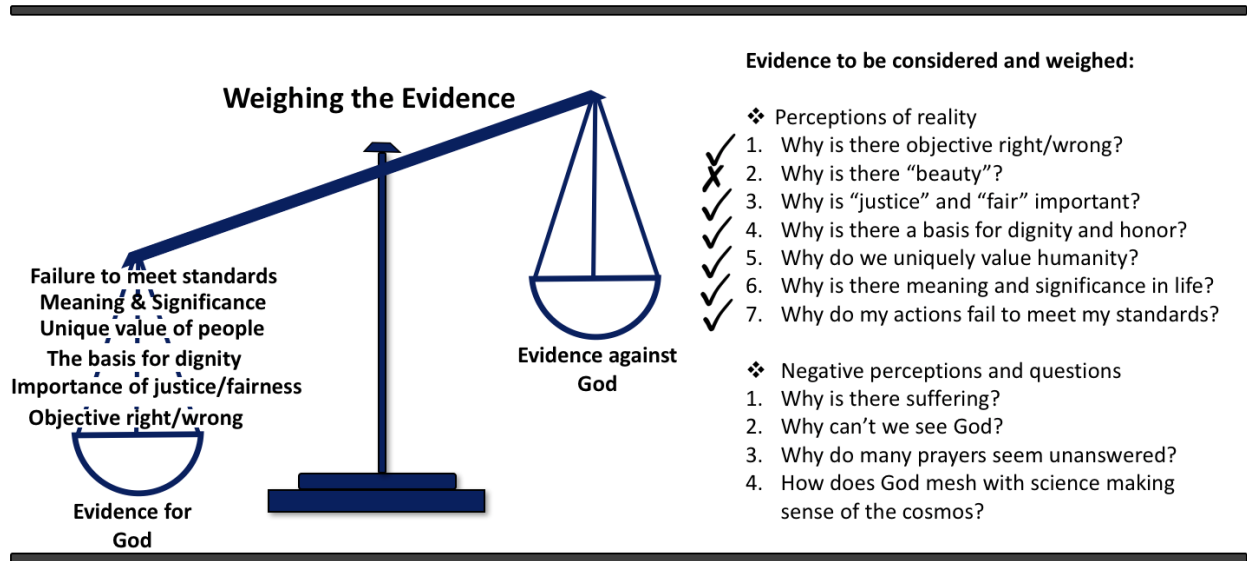 Weighing the Evidence
Failure to meet standards
Meaning & Significance
Unique value of people
The basis for dignity
Importance of justice/fairness
Objective right/wrong
Evidence for
God
Evidence against
God
Evidence to be considered and weighed:
❖ Perceptions of reality
✓ 1. Why is there objective right/wrong?
✗ 2. Why is there “beauty”?
✓ 3. Why is “justice” and “fair” important?
✓ 4. Why is there a basis for dignity and honor?
✓ 5. Why do we uniquely value humanity?
✓ 6. Why is there meaning and significance in life?
✓ 7. Why do my actions fail to meet my standards?
❖ Negative perceptions and questions
1. Why is there suffering?
2. Why can’t we see God?
3. Why do many prayers seem unanswered?
4. How does God mesh with science making
sense of the cosmos?